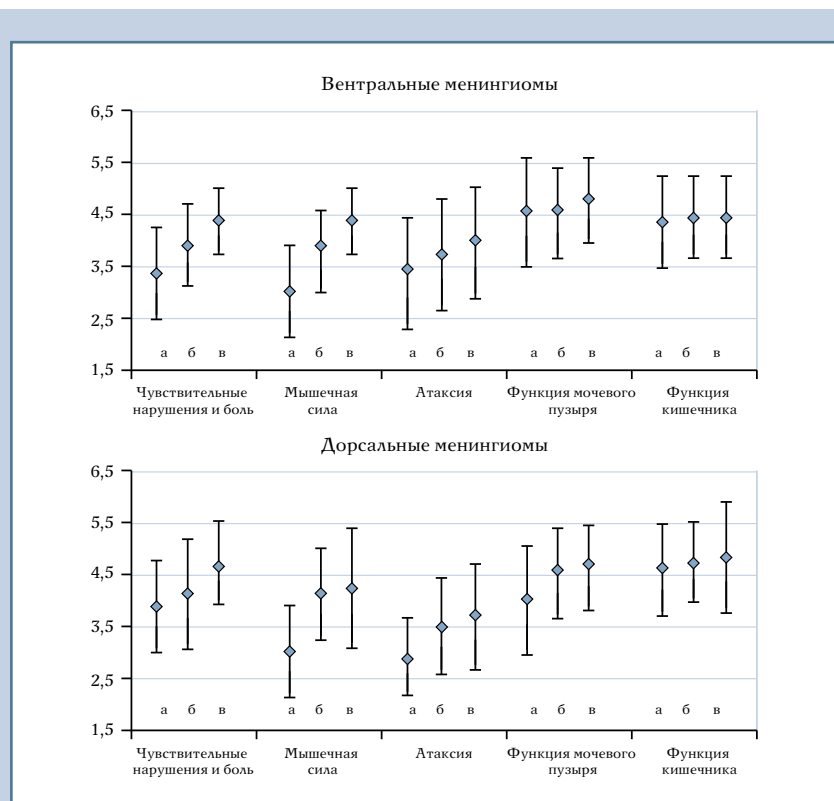 Вентральные менингиомы
6,5
5,5
4,5
3,5
2,5
1,5
а б в а б в а б в а б в а б в
Чувствительные Мышечная Атаксия Функция мочевого Функция
нарушения и боль сила пузыря кишечника
Дорсальные менингиомы
6,5
5,5
4,5
3,5
2,5
1,5
а б в а б в а б в а б в а б в
Чувствительные Мышечная Атаксия Функция мочевого Функция
нарушения и боль сила пузыря кишечника